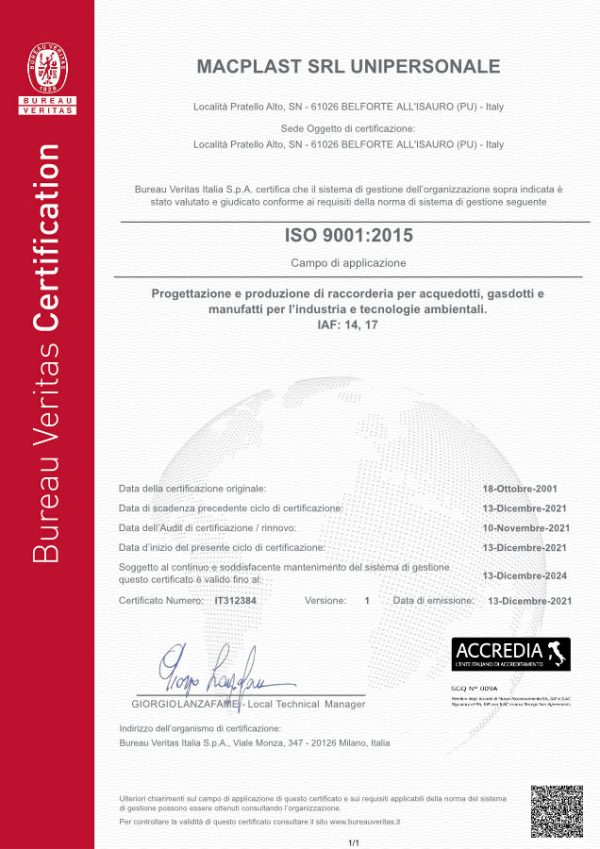 BUREAU VERITAS
1828
BUREAU
VERITAS
Bureau Veritas Certification
MACPLAST SRL UNIPERSONALE
Località Pratello Alto, SN - 61026 BELFORTE ALL'ISAURO (PU) - Italy
Sede Oggetto di certificazione:
Località Pratello Alto, SN - 61026 BELFORTE ALL'ISAURO (PU) - Italy
Bureau Veritas Italia S.p.A. certifica che il sistema di gestione dell'organizzazione sopra indicata è
stato valutato e giudicato conforme ai requisiti della norma di sistema di gestione seguente
ISO 9001:2015
Campo di applicazione
Progettazione e produzione di raccorderia per acquedotti, gasdotti e
manufatti per l'industria e tecnologie ambientali.
IAF: 14, 17
Data della certificazione originale: 18-Ottobre-2001
Data di scadenza precedente ciclo di certificazione: 13-Dicembre-2021
Data dell'Audit di certificazione / rinnovo: 10-Novembre-2021
Data d'inizio del presente ciclo di certificazione: 13-Dicembre-2021
Soggetto al continuo e soddisfacente mantenimento del sistema di gestione
questo certificato è valido fino al: 13-Dicembre-2024
Certificato Numero: IT312384 Versione: 1 Data di emissione: 13-Dicembre-2021
ACCREDIA
L'ENTE ITALIANO DI ACCREDITAMENTO
SGQ N° 009A
GIORGIOLANZAFAME - Local Technical Manager
Indirizzo dell'organismo di certificazione:
Bureau Veritas Italia S.p.A., Viale Monza, 347 - 20126 Milano, Italia
Ulteriori chiarimenti sul campo di applicazione di questo certificato e sui requisiti applicabili della norma del sistema
di gestione possono essere ottenuti consultando l'organizzazione.
Per controllare la validità di questo certificato consultare il sito www.bureauveritas.it
1/1